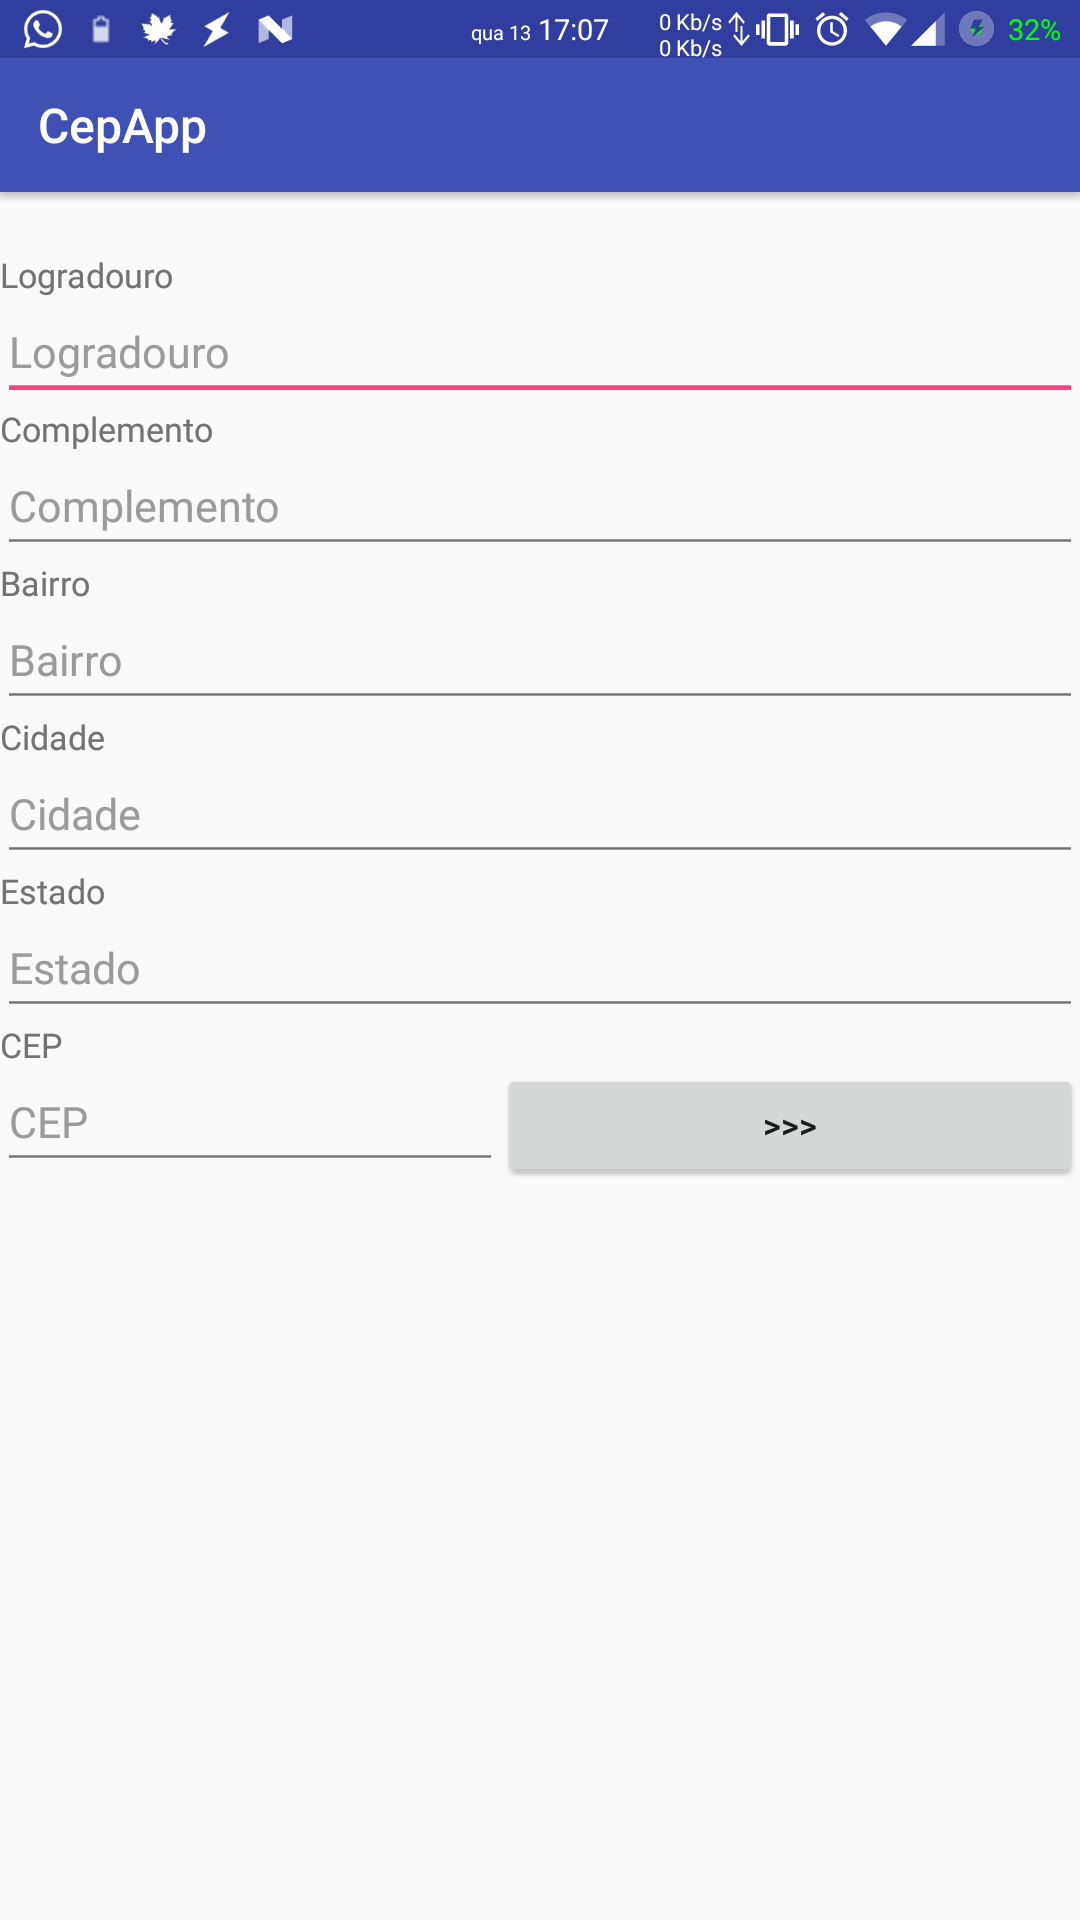 qua 13 17:07 0 Kb/s 32%
0 Kb/s
CepApp
Logradouro
Logradouro
Complemento
Complemento
Bairro
Bairro
Cidade
Cidade
Estado
Estado
CEP
CEP >>>